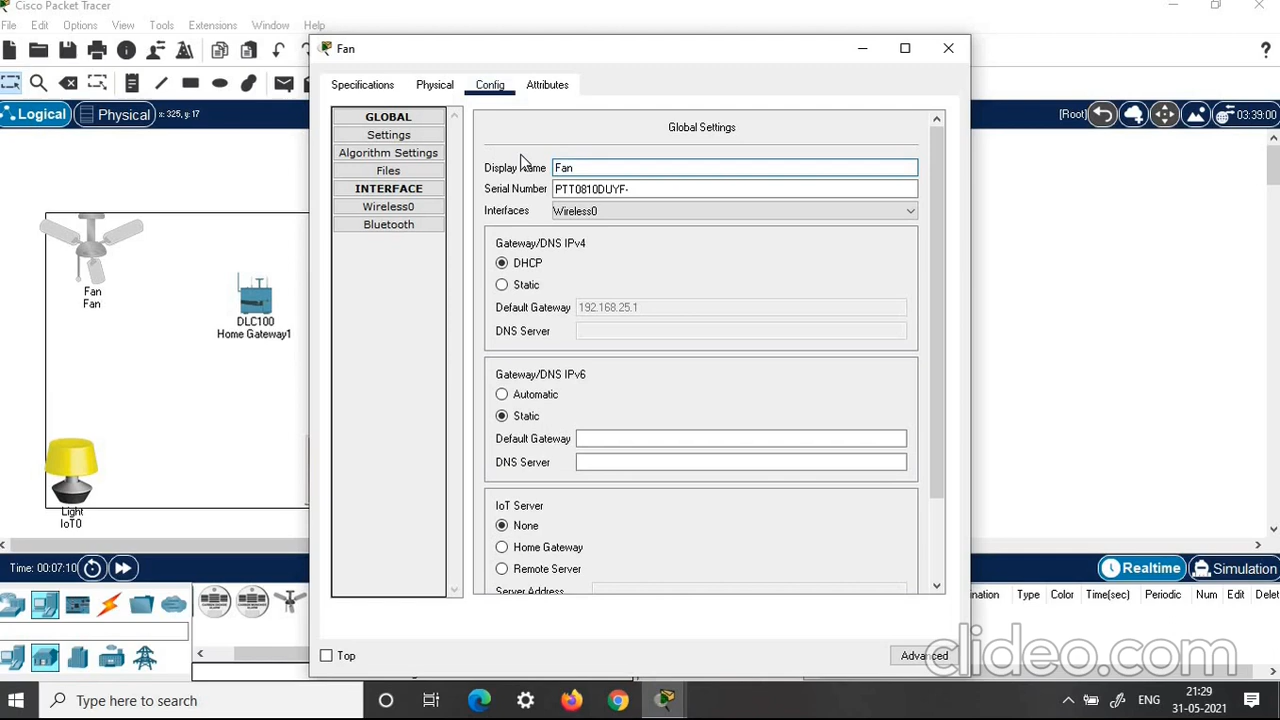 Cisco Packet Tracer
File Edit Options View Tools Extensions Window Help
Fan
Specifications Physical Config Attributes
Logical Physical x: 325, y:17
[Root] 03:39:00
GLOBAL
Settings
Algorithm Settings
Files
INTERFACE
Wireless0
Bluetooth
Global Settings
Display Name Fan
Serial Number PTT0810DUYF-
Interfaces Wireless0
Gateway/DNS IPv4
DHCP
Static
Default Gateway 192.168.25.1
DNS Server
Gateway/DNS IPv6
Automatic
Static
Default Gateway
DNS Server
IoT Server
None
Home Gateway
Remote Server
Server Address
Top
Advanced
Fan
Fan
DLC100
Home Gateway1
Light
IoT0
Time: 00:07:10
Realtime Simulation
ination Type Color Time(sec) Periodic Num Edit Delet
clideo.com
Type here to search
ENG
21:29
31-05-2021